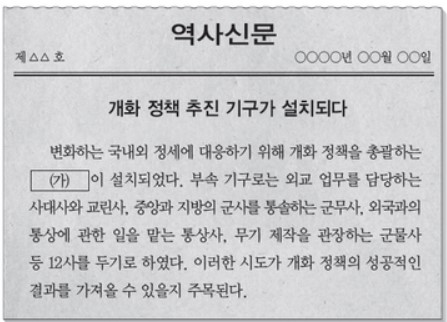 역사신문
제 △△ 호 ○○○○년 ○○월 ○○일
개화 정책 추진 기구가 설치되다
변화하는 국내외 정세에 대응하기 위해 개화 정책을 총괄하는
(가) 이 설치되었다. 부속 기구로는 외교 업무를 담당하는
사대사와 교린사, 중앙과 지방의 군사를 통솔하는 군무사, 외국과의
통상에 관한 일을 맡는 통상사, 무기 제작을 관장하는 군물사
등 12사를 두기로 하였다. 이러한 시도가 개화 정책의 성공적인
결과를 가져올 수 있을지 주목된다.